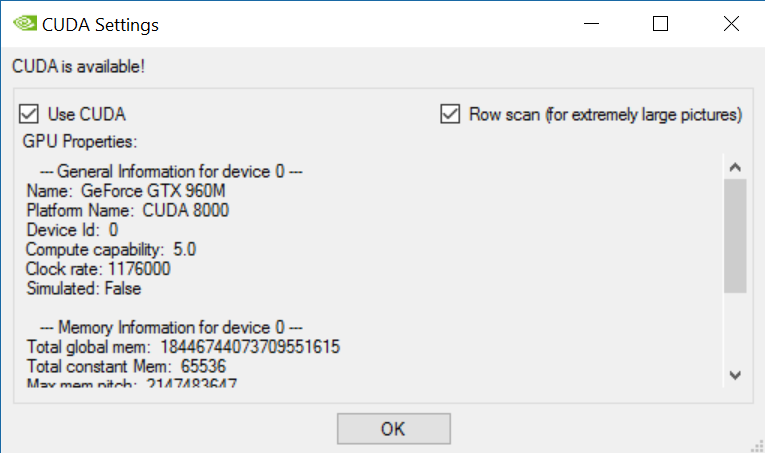 CUDA Settings
CUDA is available!
Use CUDA
Row scan (for extremely large pictures)
GPU Properties:
--- General Information for device 0 ---
Name:  GeForce GTX 960M
Platform Name:  CUDA 8000
Device Id:  0
Compute capability:  5.0
Clock rate: 1176000
Simulated: False
--- Memory Information for device 0 ---
Total global mem:  18446744073709551615
Total constant Mem:  65536
Max mem pitch:  2147483647
OK